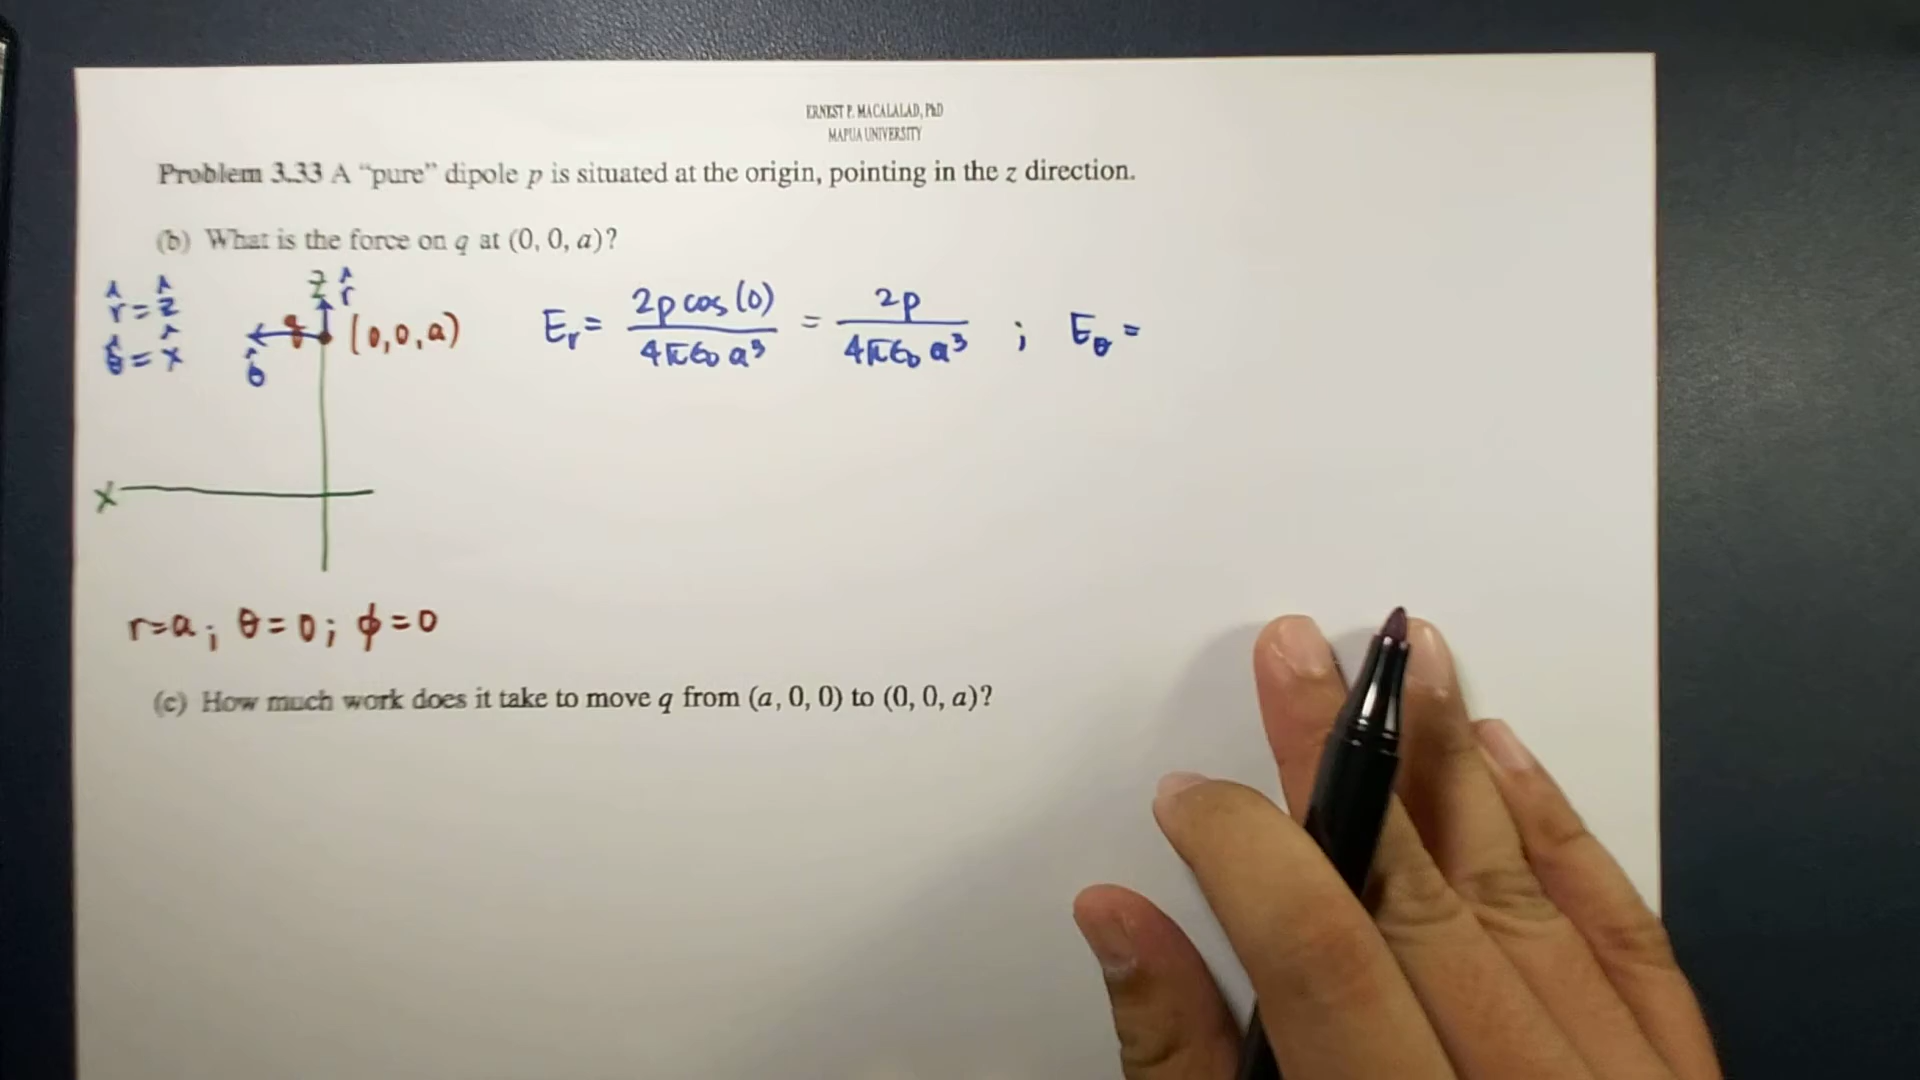 ERNEST P. MACALALAD, PhD
MAPUA UNIVERSITY
Problem 3.33 A “pure” dipole p is situated at the origin, pointing in the z direction.
(b) What is the force on q at (0, 0, a)?
r̂ = ẑ
θ̂ = x̂
z r̂
q (0,0,a)
θ̂
x
E_r = 2p cos(0) / 4πε₀a³ = 2p / 4πε₀a³ ; E_θ =
r=a; θ=0; ϕ=0
(c) How much work does it take to move q from (a, 0, 0) to (0, 0, a)?